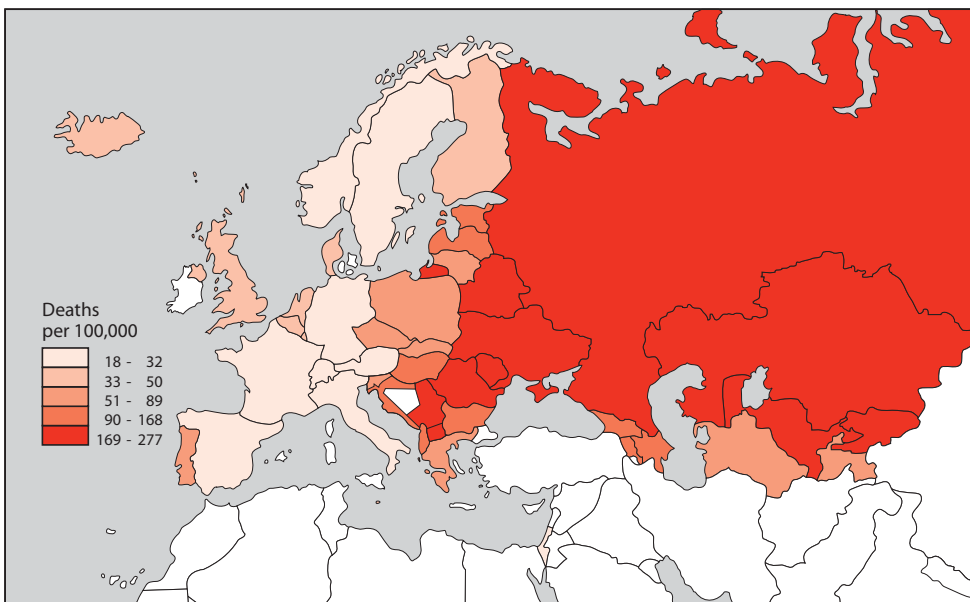 Deaths
per 100,000
18 - 32
33 - 50
51 - 89
90 - 168
169 - 277